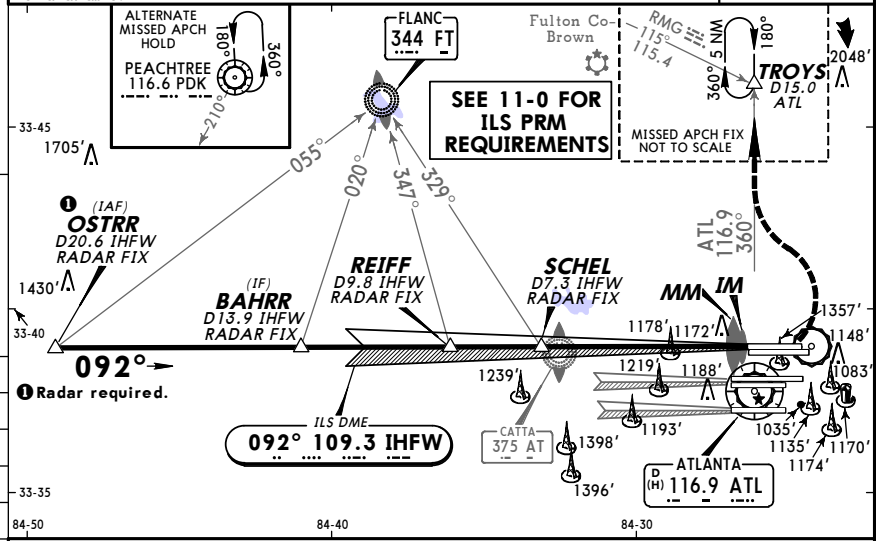 ALTERNATE
MISSED APCH
HOLD
180°
360°
PEACHTREE
116.6 PDK
210°
FLANC
344 FT
Fulton Co-
Brown
RMG
115°
115.4
5 NM
360°
180°
TROYS
D15.0
ATL
MISSED APCH FIX
NOT TO SCALE
2048'
SEE 11-0 FOR
ILS PRM
REQUIREMENTS
33-45
1705'
055°
020°
347°
329°
1 (IAF)
OSTRR
D20.6 IHFW
RADAR FIX
1430'
(IF)
BAHRR
D13.9 IHFW
RADAR FIX
REIFF
D9.8 IHFW
RADAR FIX
SCHEL
D7.3 IHFW
RADAR FIX
ATL
116.9
360°
MM
IM
33-40
092°
1 Radar required.
1178'
1172'
1357'
1148'
1083'
1239'
1219'
1188'
1193'
1035'
1135'
1174'
1170'
ILS DME
092° 109.3 IHFW
CATTA
375 AT
1398'
1396'
ATLANTA
D
(H) 116.9 ATL
33-35
84-50
84-40
84-30